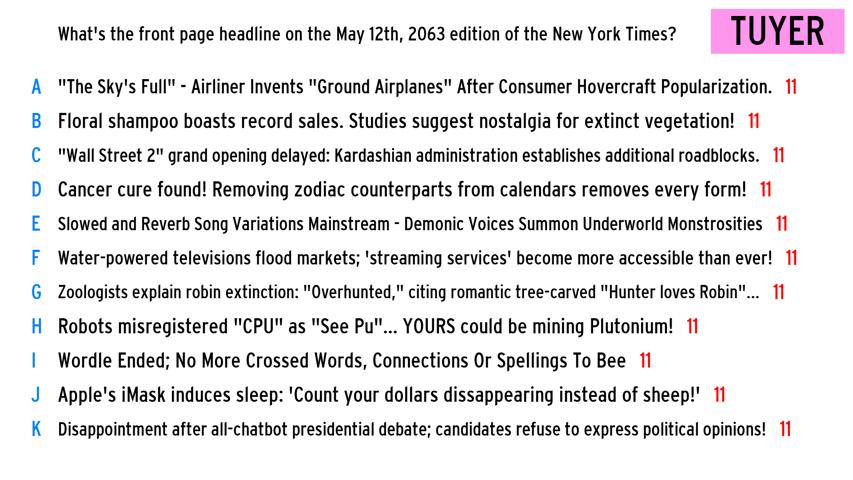 What's the front page headline on the May 12th, 2063 edition of the New York Times?
TUYER
A "The Sky's Full" - Airliner Invents "Ground Airplanes" After Consumer Hovercraft Popularization. 11
B Floral shampoo boasts record sales. Studies suggest nostalgia for extinct vegetation! 11
C "Wall Street 2" grand opening delayed: Kardashian administration establishes additional roadblocks. 11
D Cancer cure found! Removing zodiac counterparts from calendars removes every form! 11
E Slowed and Reverb Song Variations Mainstream - Demonic Voices Summon Underworld Monstrosities 11
F Water-powered televisions flood markets; 'streaming services' become more accessible than ever! 11
G Zoologists explain robin extinction: "Overhunted," citing romantic tree-carved "Hunter loves Robin"... 11
H Robots misregistered "CPU" as "See Pu"... YOURS could be mining Plutonium! 11
I Wordle Ended; No More Crossed Words, Connections Or Spellings To Bee 11
J Apple's iMask induces sleep: 'Count your dollars dissappearing instead of sheep!' 11
K Disappointment after all-chatbot presidential debate; candidates refuse to express political opinions! 11